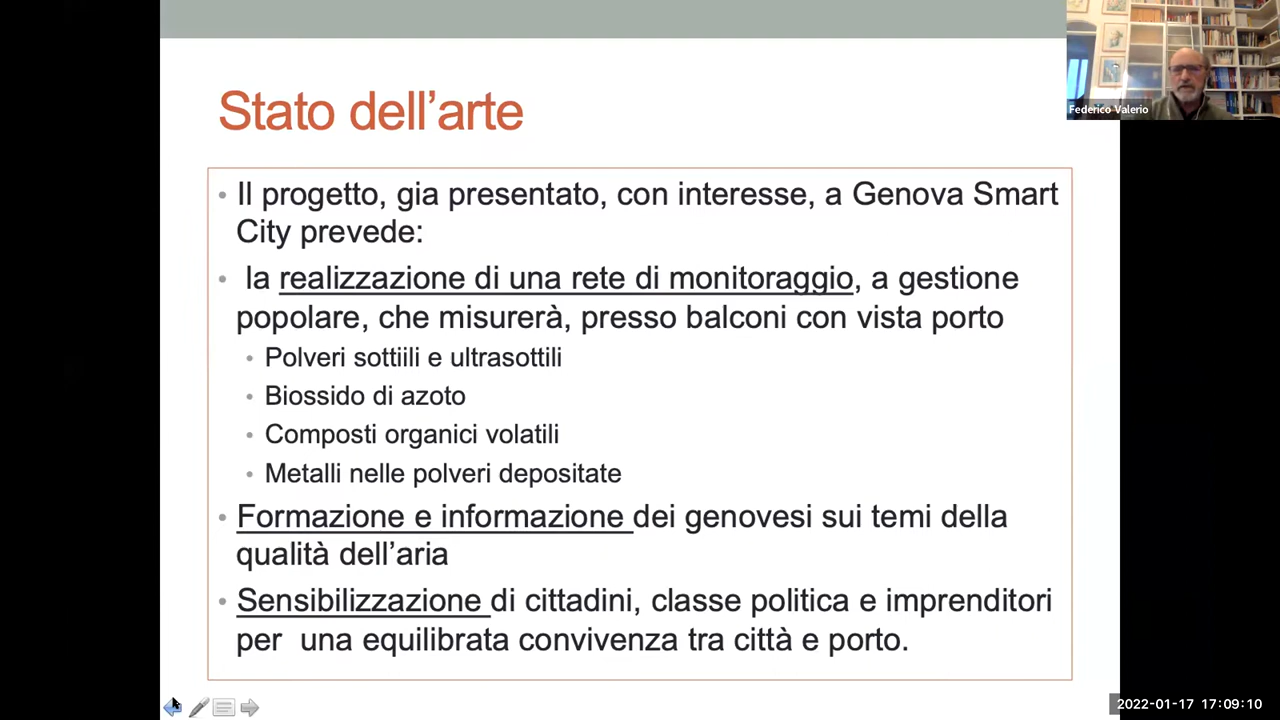 Stato dell’arte
Federico Valerio
• Il progetto, gia presentato, con interesse, a Genova Smart
City prevede:
• la realizzazione di una rete di monitoraggio, a gestione
popolare, che misurerà, presso balconi con vista porto
• Polveri sottiili e ultrasottili
• Biossido di azoto
• Composti organici volatili
• Metalli nelle polveri depositate
• Formazione e informazione dei genovesi sui temi della
qualità dell’aria
• Sensibilizzazione di cittadini, classe politica e imprenditori
per una equilibrata convivenza tra città e porto.
2022-01-17 17:09:10